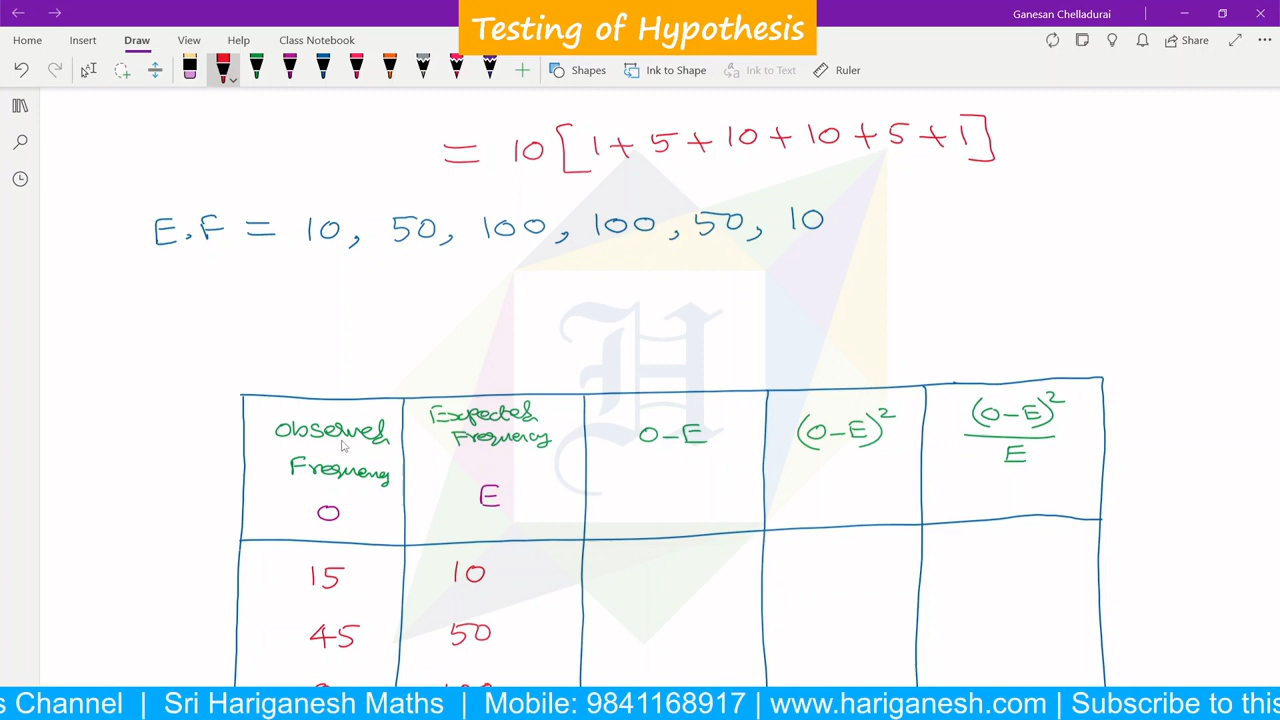 Testing of Hypothesis
Ganesan Chelladurai
Home Insert Draw View Help Class Notebook
Share
Shapes Ink to Shape Ink to Text Ruler
= 10[1+5+10+10+5+1]
E.F = 10, 50, 100, 100, 50, 10
Observed Frequency O
Expected Frequency E
O-E
(O-E)²
(O-E)²/E
15 10
45 50
s Channel | Sri Hariganesh Maths | Mobile: 9841168917 | www.hariganesh.com | Subscribe to this